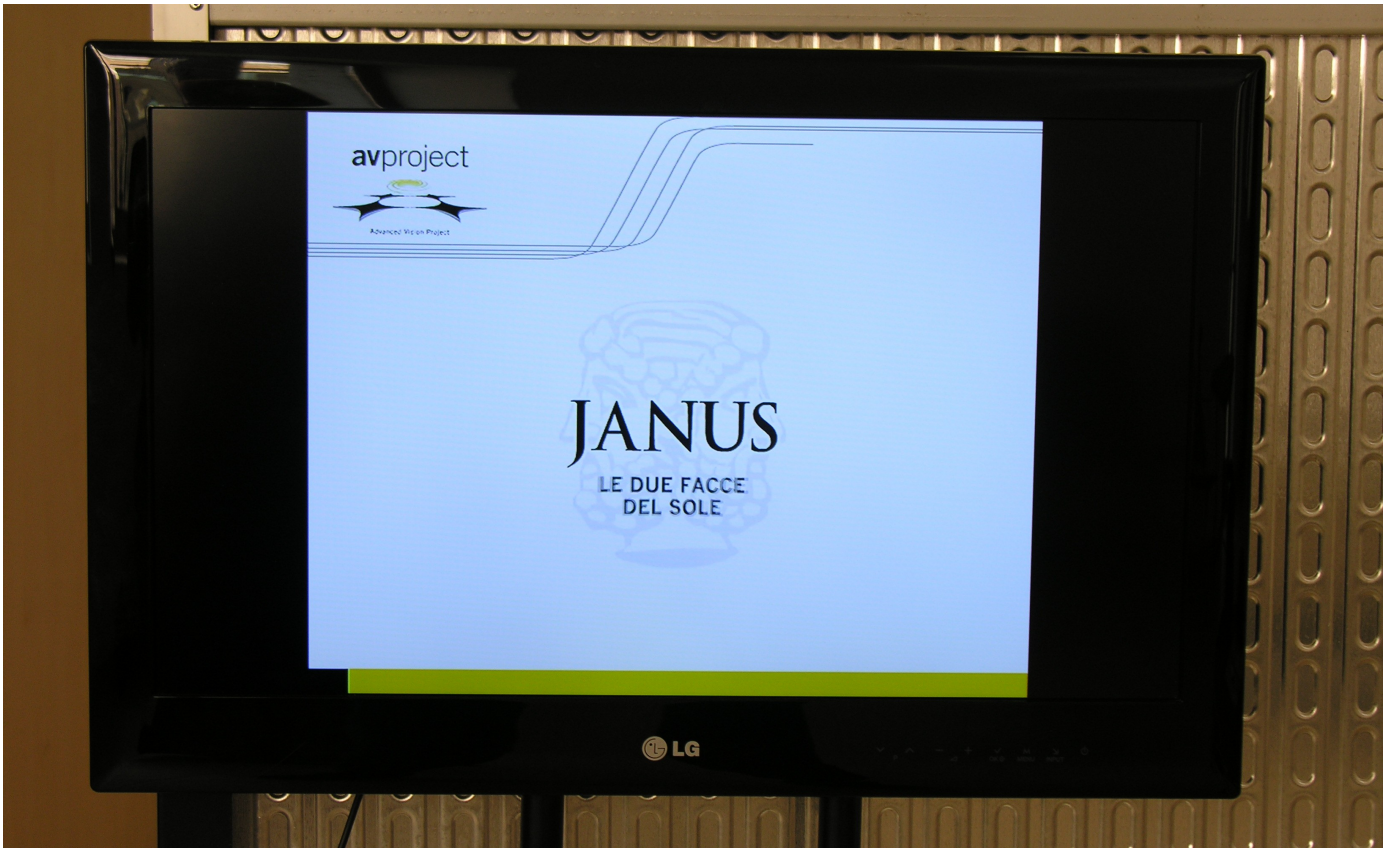 avproject
Advanced Vision Project
JANUS
LE DUE FACCE
DEL SOLE
LG